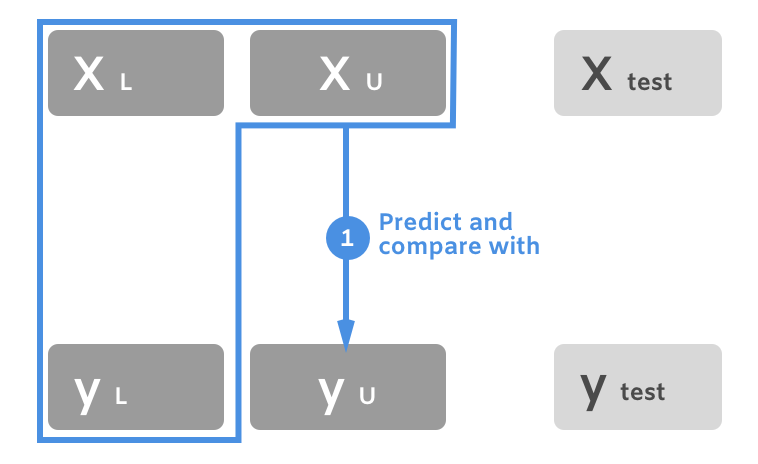 X L
X U
X test
1
Predict and
compare with
y L
y U
y test